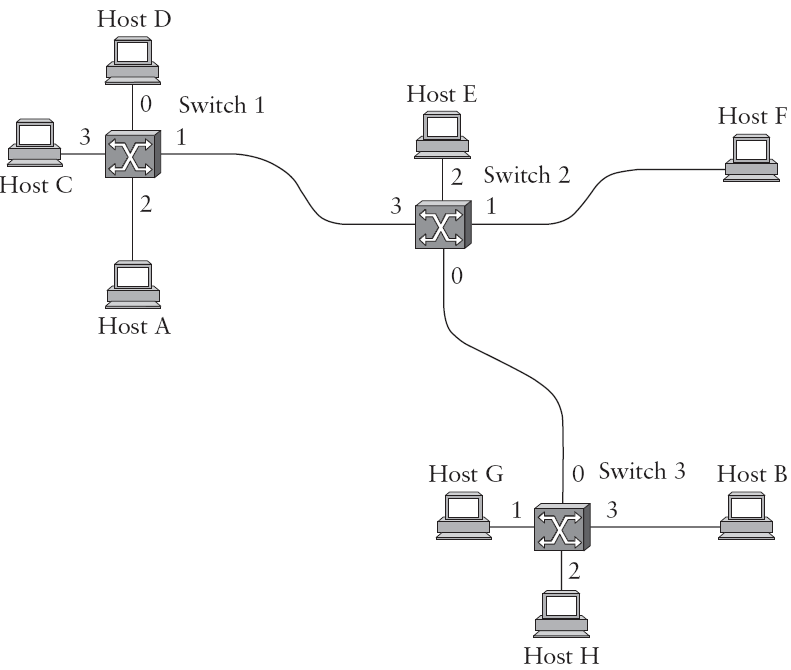 Host D
0 Switch 1
3 1
Host C
2
Host A
Host E
2 Switch 2
3 1
0
Host F
0 Switch 3
Host G
1 3
Host B
2
Host H